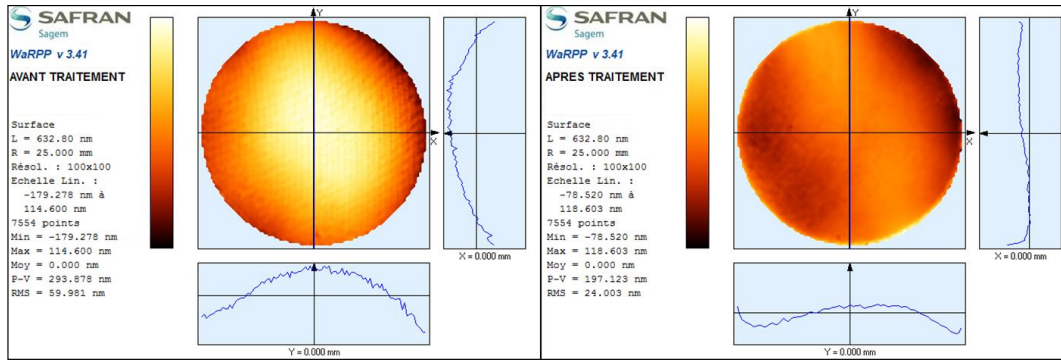 SAFRAN
Sagem
WaRPP v 3.41
AVANT TRAITEMENT
Surface
L = 632.80 nm
R = 25.000 mm
Résol. : 100x100
Echelle Lin. :
-179.278 nm à
114.600 nm
7554 points
Min = -179.278 nm
Max = 114.600 nm
Moy = 0.000 nm
P-V = 293.878 nm
RMS = 59.981 nm
Y
X
X = 0.000 mm
Y = 0.000 mm
SAFRAN
Sagem
WaRPP v 3.41
APRES TRAITEMENT
Surface
L = 632.80 nm
R = 25.000 mm
Résol. : 100x100
Echelle Lin. :
-78.520 nm à
118.603 nm
7554 points
Min = -78.520 nm
Max = 118.603 nm
Moy = 0.000 nm
P-V = 197.123 nm
RMS = 24.003 nm
Y
X
X = 0.000 mm
Y = 0.000 mm